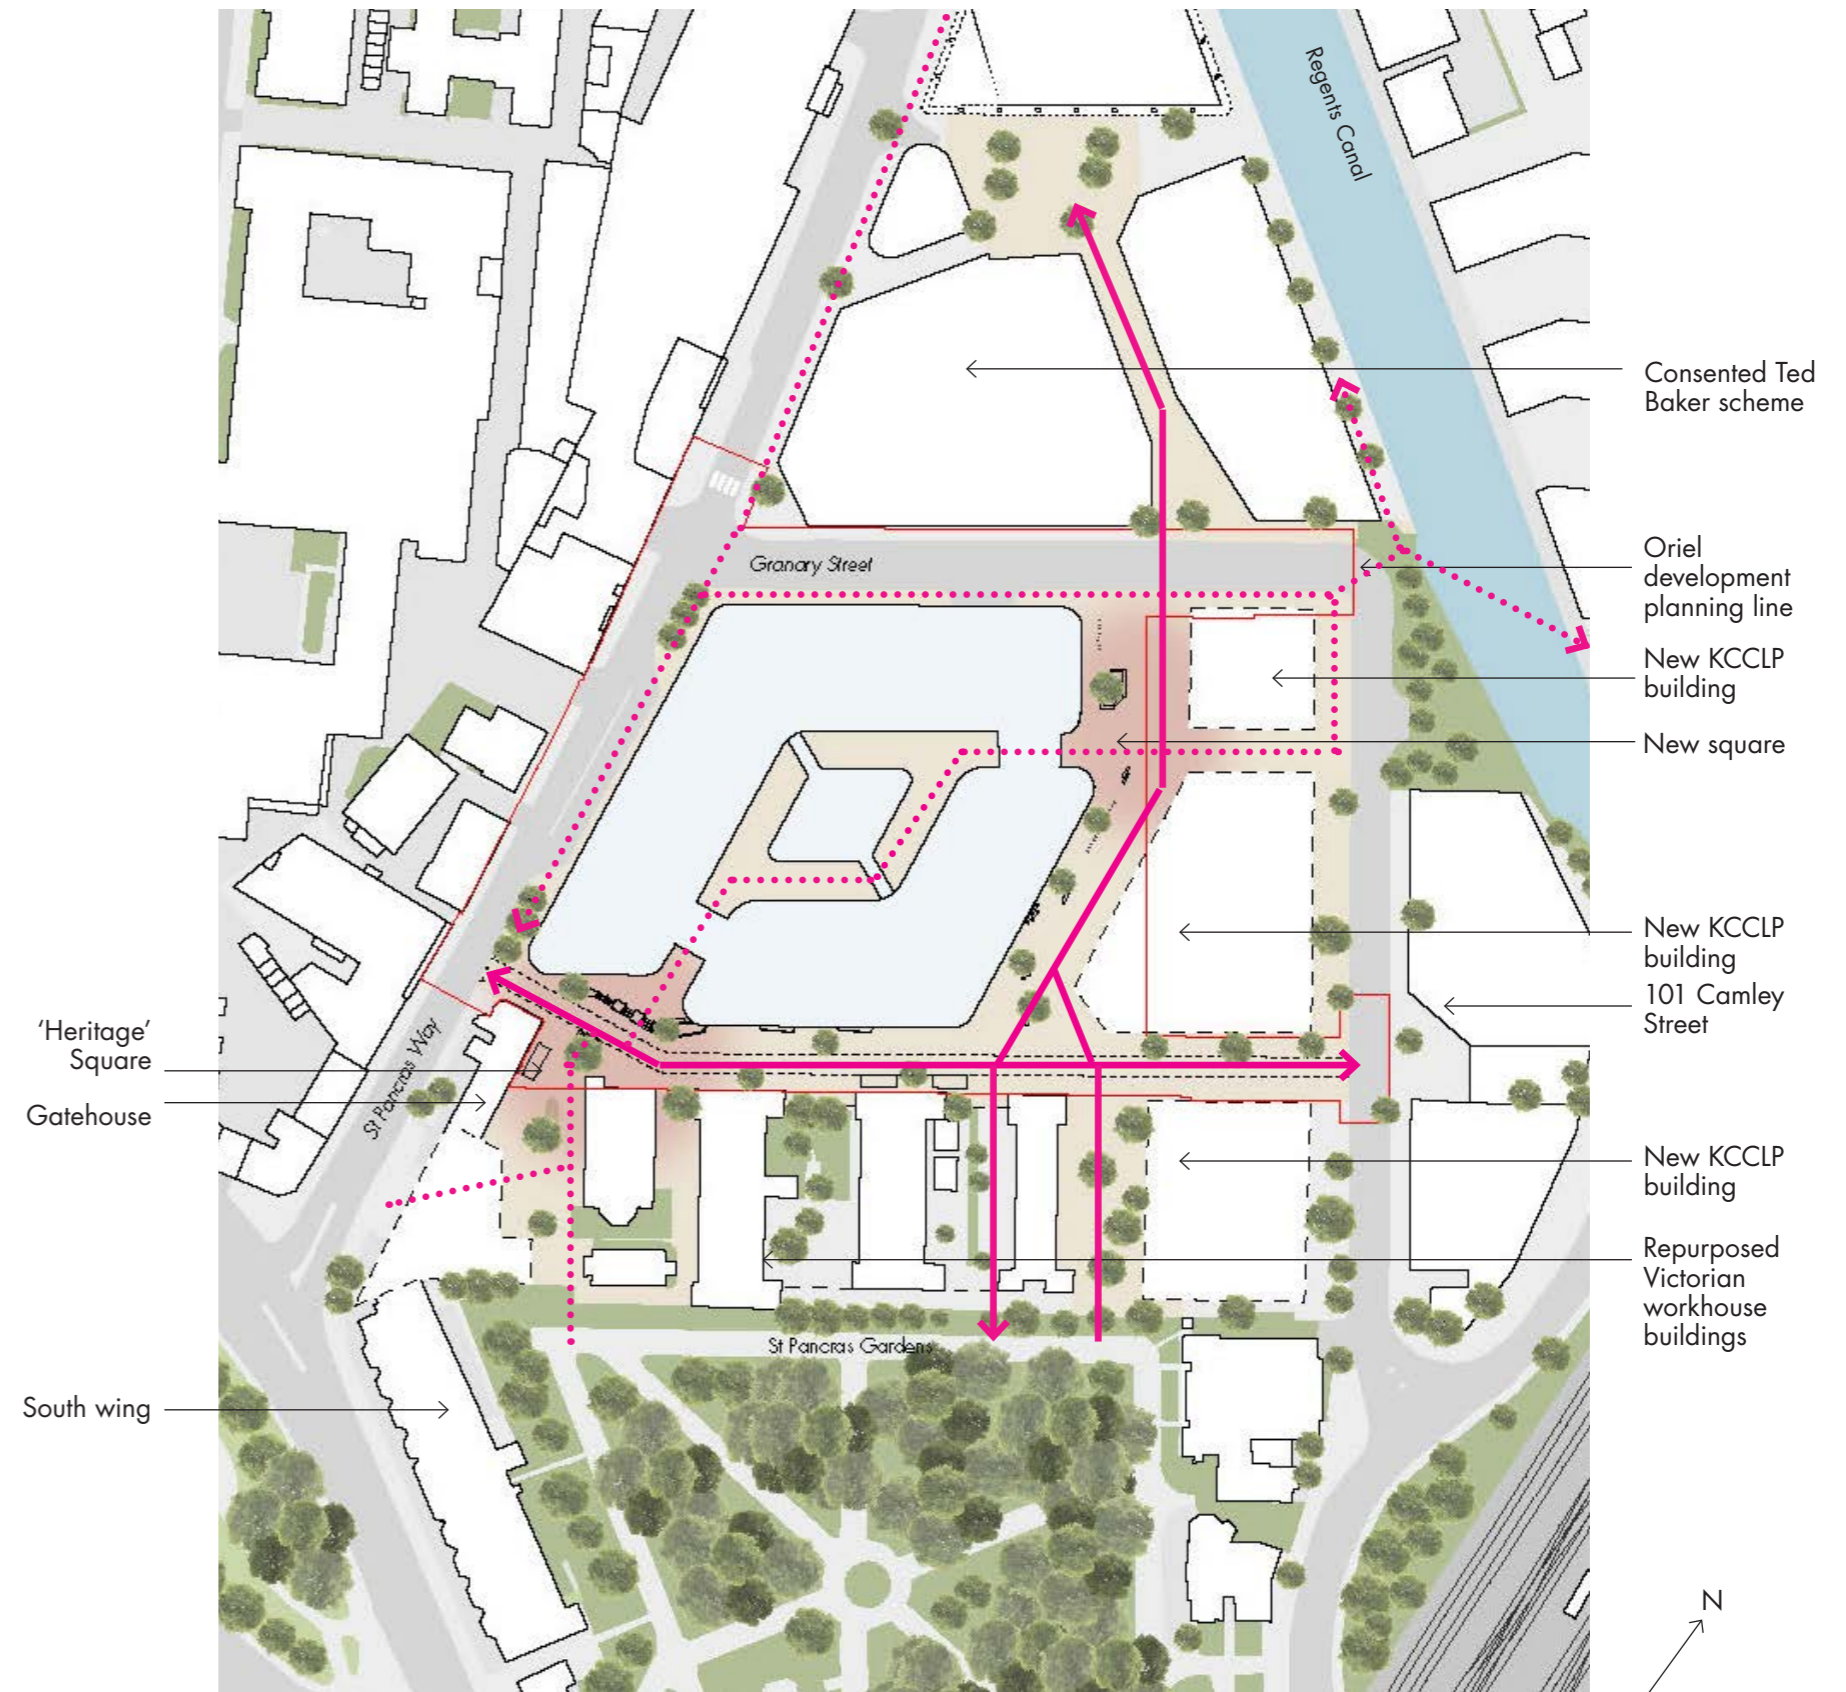 Regents Canal
Consented Ted
Baker scheme
Granary Street
Oriel
development
planning line
New KCCLP
building
New square
New KCCLP
building
101 Camley
Street
'Heritage'
Square
St Pancras Way
Gatehouse
New KCCLP
building
Repurposed
Victorian
workhouse
buildings
St Pancras Gardens
South wing
N